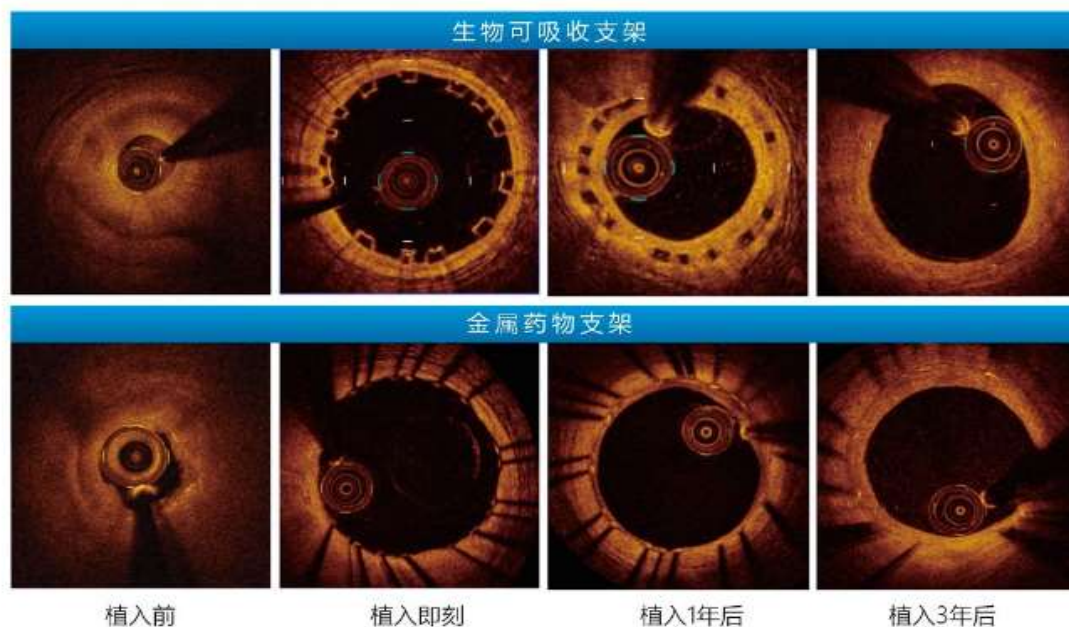 生物可吸收支架
金属药物支架
植入前
植入即刻
植入1年后
植入3年后